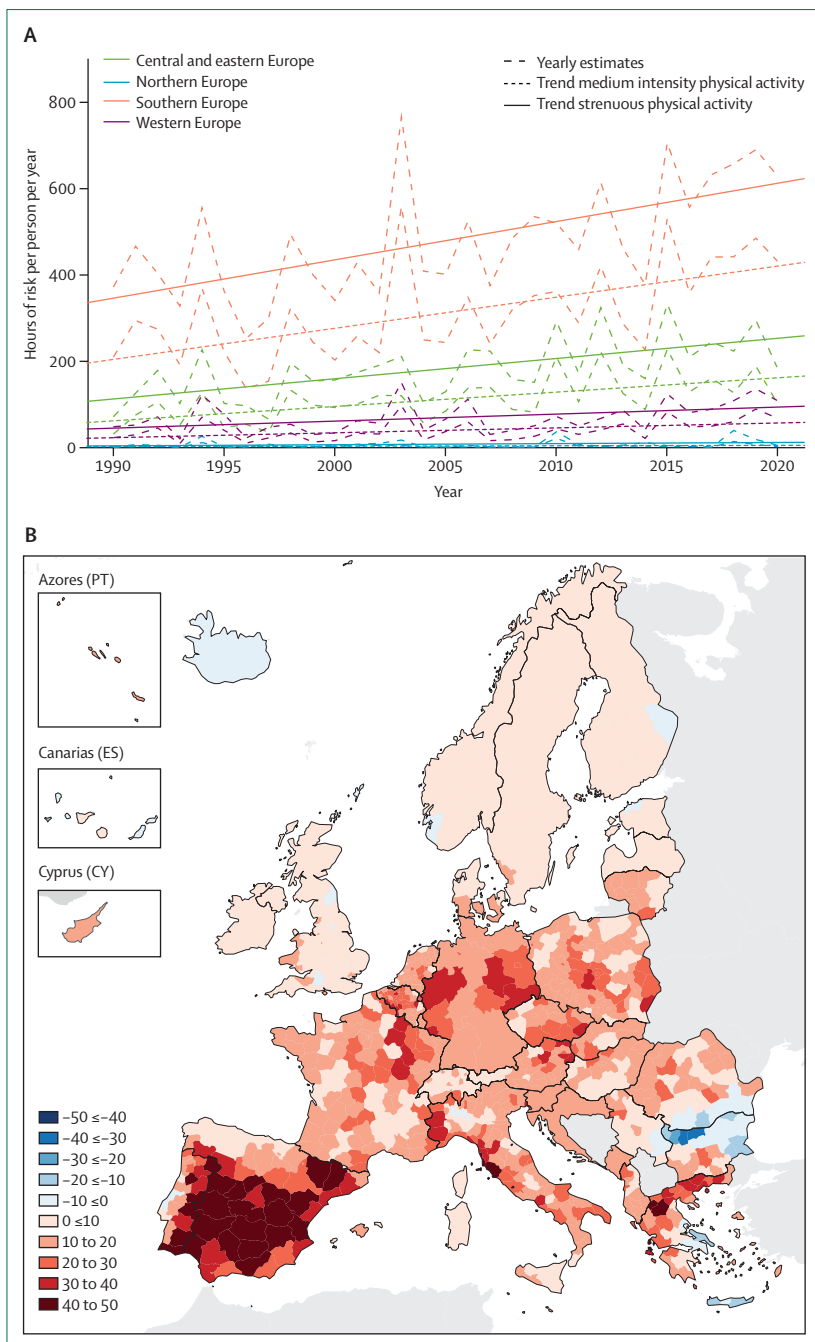 A
Central and eastern Europe
Northern Europe
Southern Europe
Western Europe
Yearly estimates
Trend medium intensity physical activity
Trend strenuous physical activity
Hours of risk per person per year
800
600
400
200
0
1990 1995 2000 2005 2010 2015 2020
Year
B
Azores (PT)
Canarias (ES)
Cyprus (CY)
−50 ≤−40
−40 ≤−30
−30 ≤−20
−20 ≤−10
−10 ≤0
0 ≤10
10 to 20
20 to 30
30 to 40
40 to 50